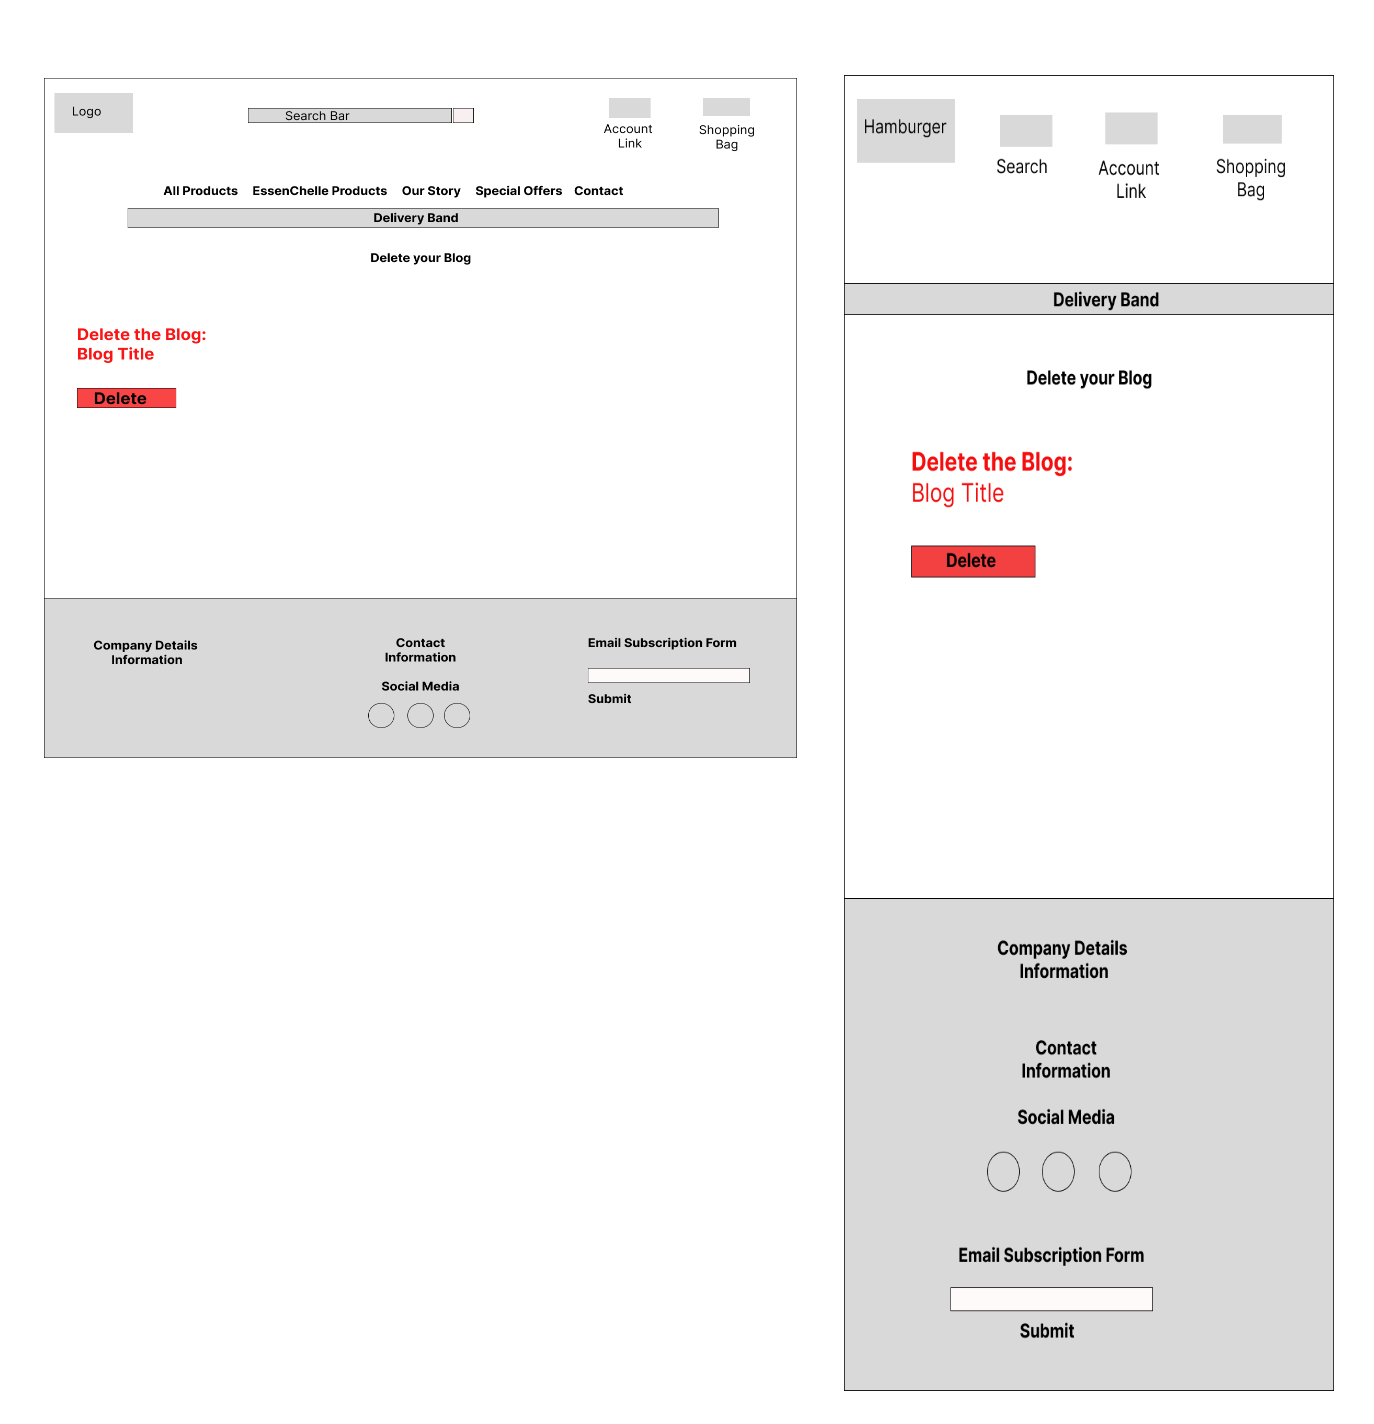 Logo
Search Bar
Account
Link
Shopping
Bag
All Products EssenChelle Products Our Story Special Offers Contact
Delivery Band
Delete your Blog
Delete the Blog:
Blog Title
Delete
Company Details
Information
Contact
Information
Social Media
Email Subscription Form
Submit
Hamburger
Search
Account
Link
Shopping
Bag
Delivery Band
Delete your Blog
Delete the Blog:
Blog Title
Delete
Company Details
Information
Contact
Information
Social Media
Email Subscription Form
Submit